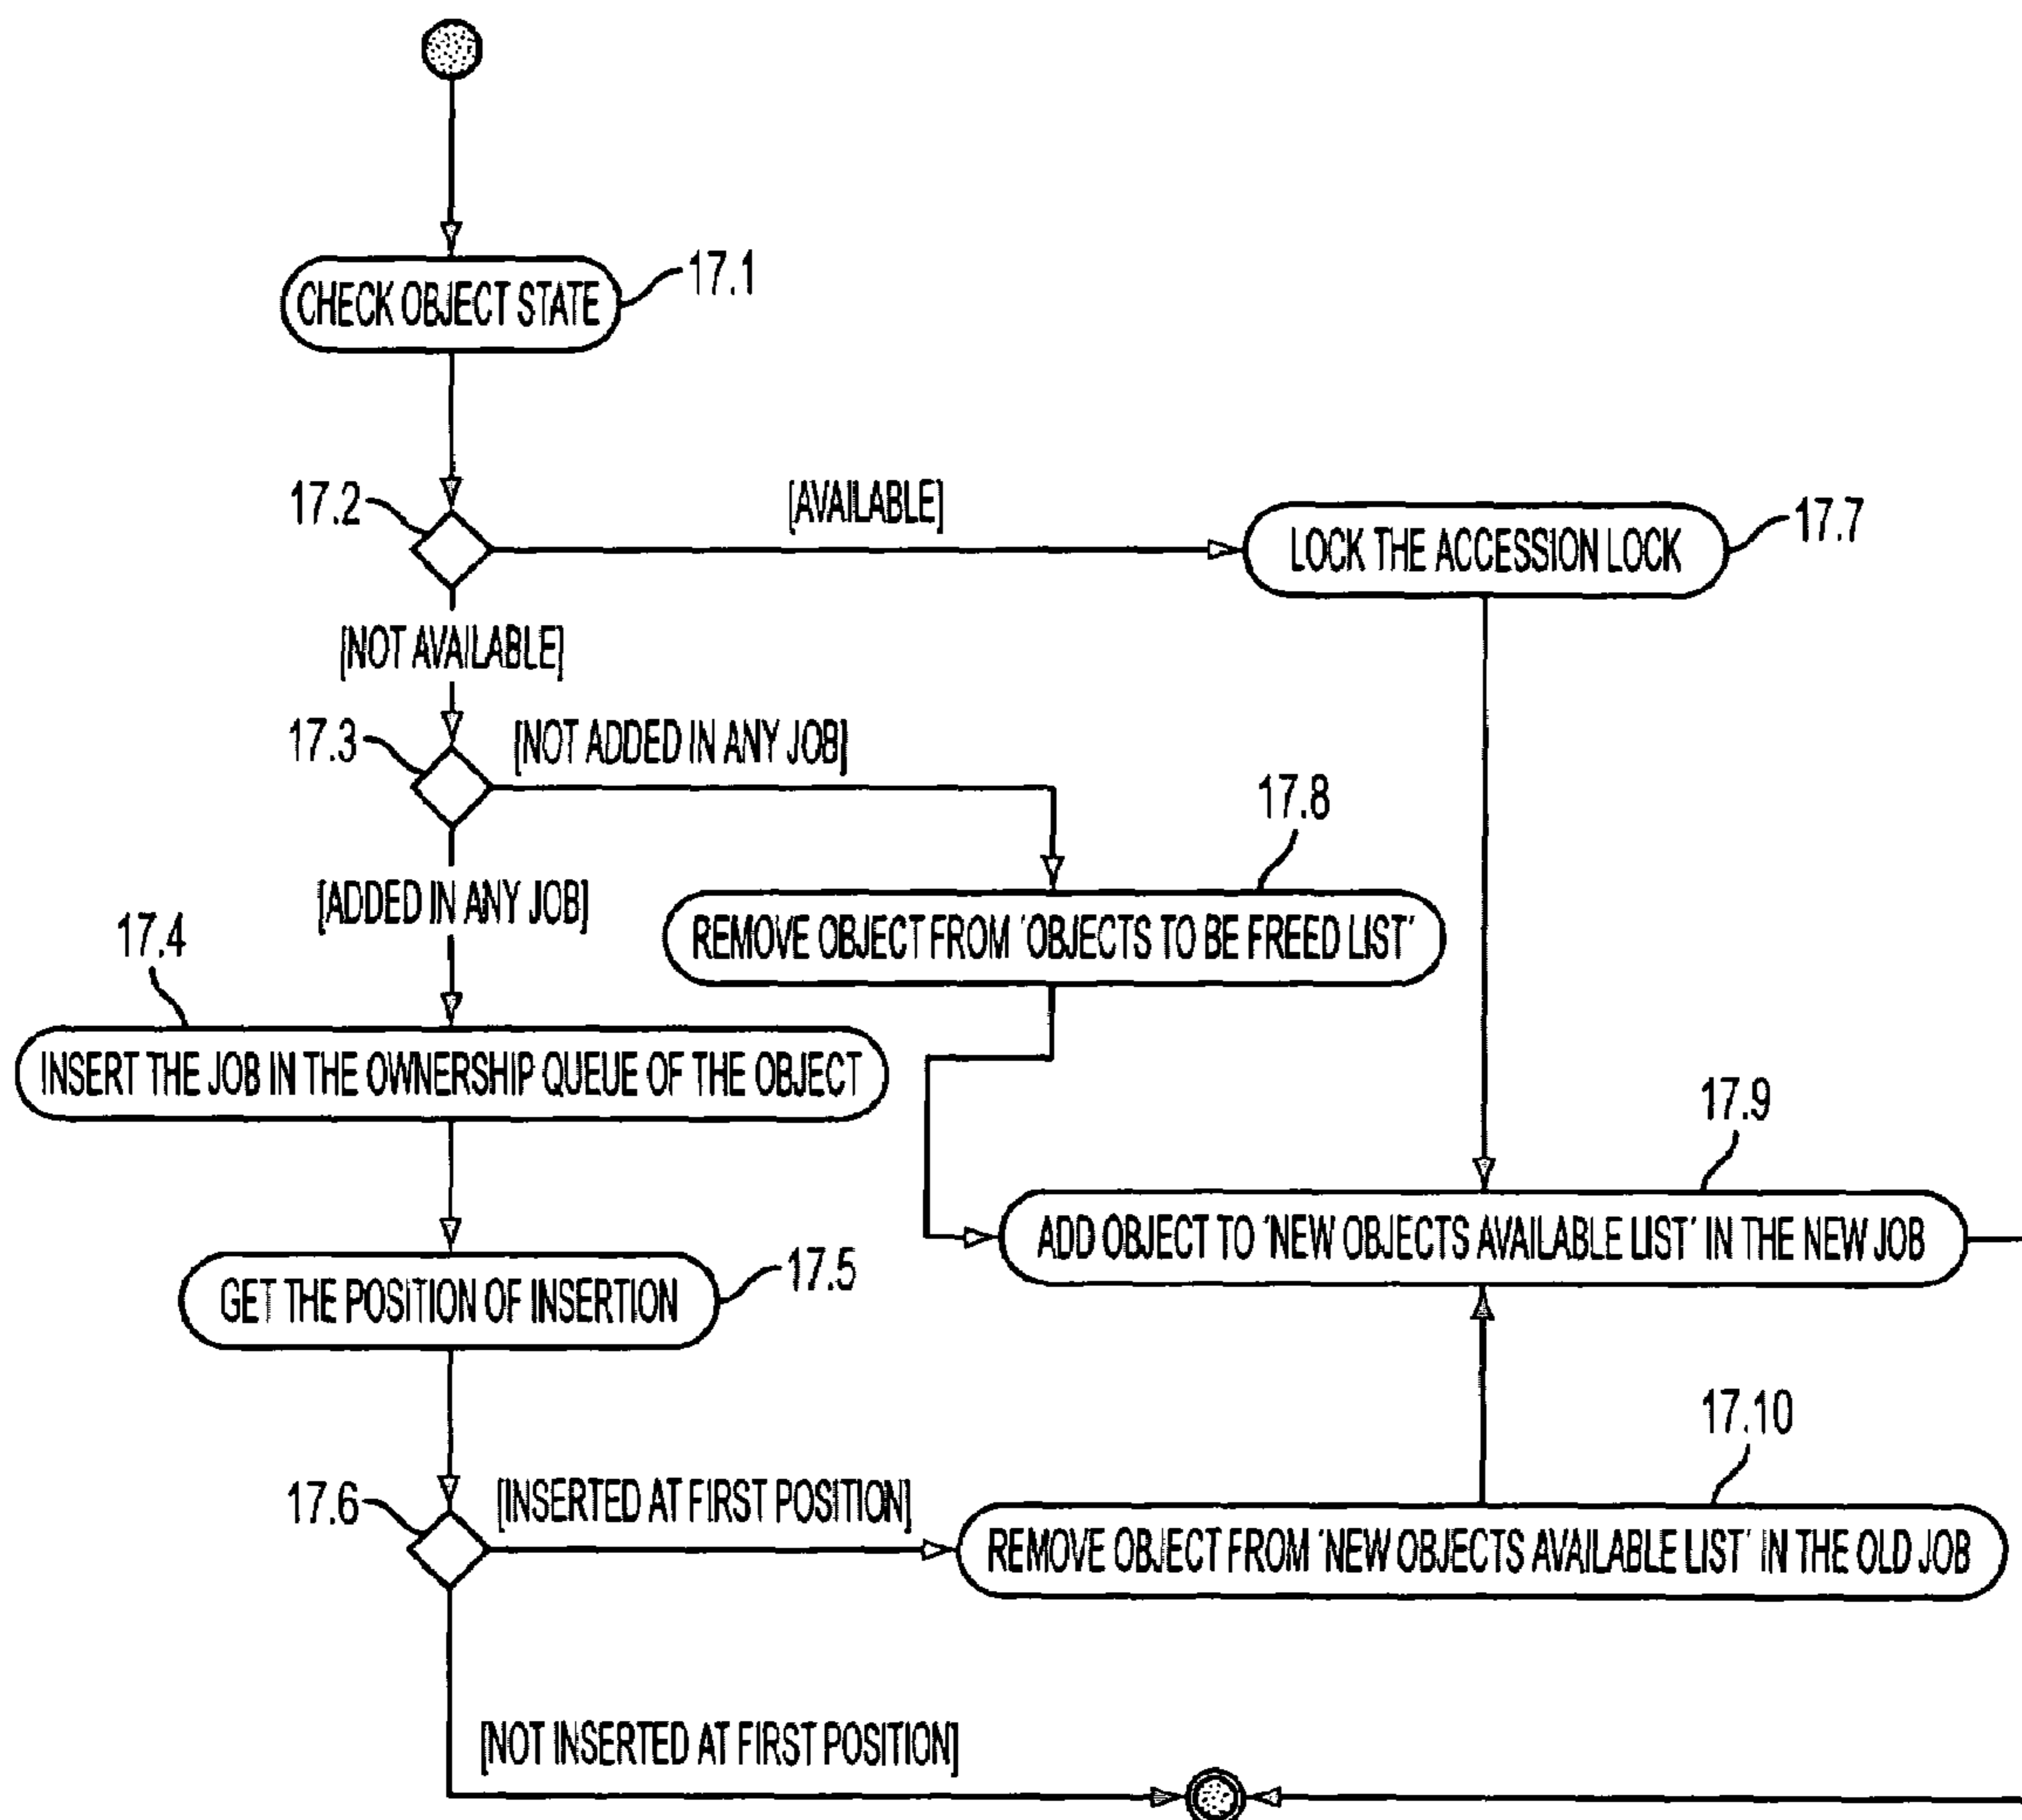 CHECK OBJECT STATE
17.1
17.2
[AVAILABLE]
LOCK THE ACCESSION LOCK
17.7
[NOT AVAILABLE]
17.3
[NOT ADDED IN ANY JOB]
17.8
[ADDED IN ANY JOB]
REMOVE OBJECT FROM 'OBJECTS TO BE FREED LIST'
17.4
INSERT THE JOB IN THE OWNERSHIP QUEUE OF THE OBJECT
17.9
ADD OBJECT TO 'NEW OBJECTS AVAILABLE LIST' IN THE NEW JOB
GET THE POSITION OF INSERTION
17.5
17.10
17.6
[INSERTED AT FIRST POSITION]
REMOVE OBJECT FROM 'NEW OBJECTS AVAILABLE LIST' IN THE OLD JOB
[NOT INSERTED AT FIRST POSITION]